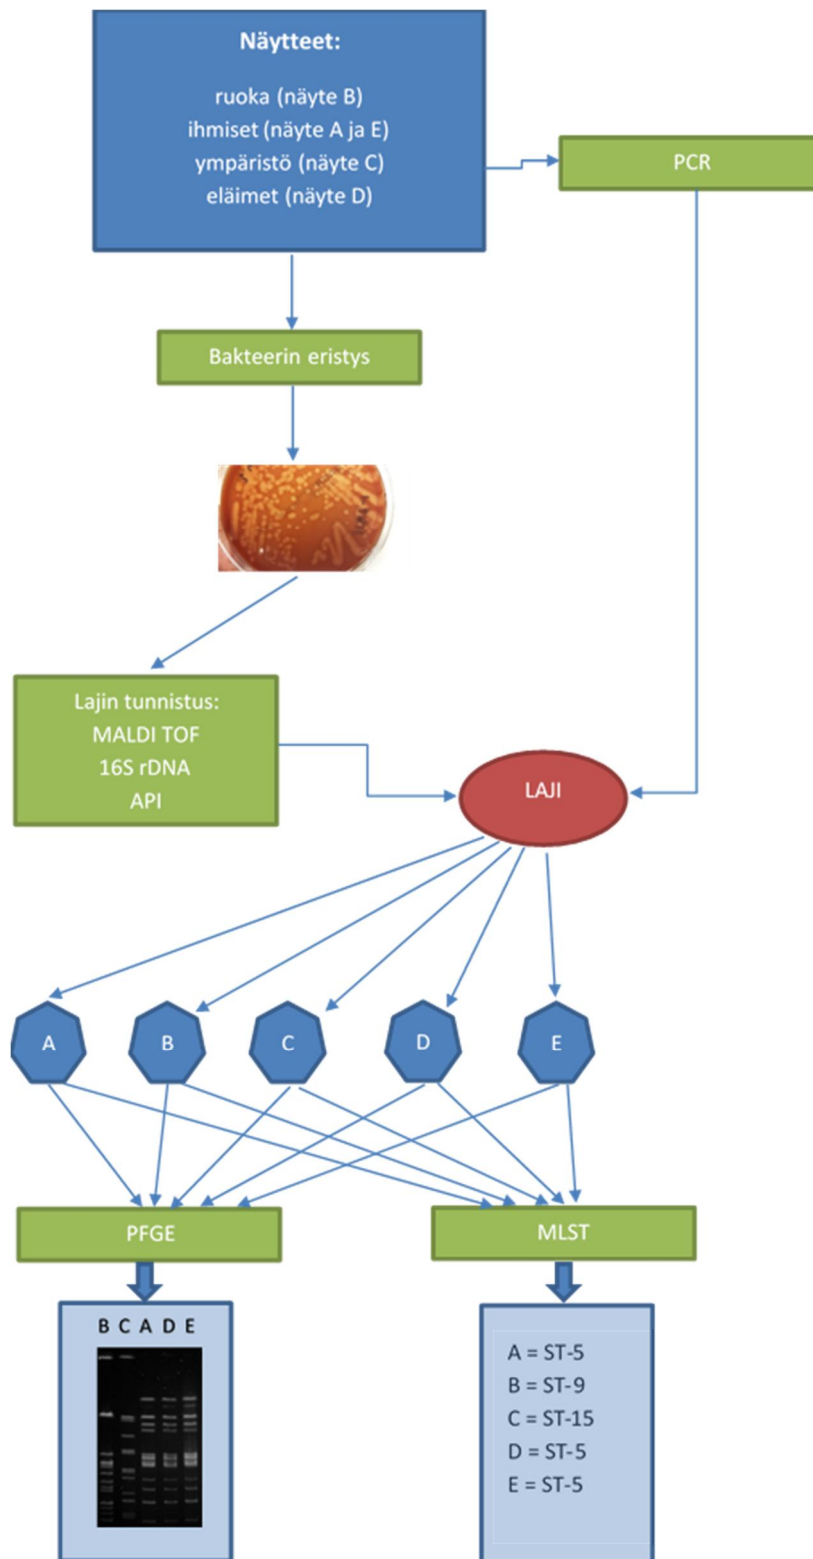 Näytteet:
ruoka (näyte B)
ihmiset (näyte A ja E)
ympäristö (näyte C)
eläimet (näyte D)
PCR
Bakteerin eristys
Lajin tunnistus:
MALDI TOF
16S rDNA
API
LAJI
A
B
C
D
E
PFGE
MLST
B C A D E
A = ST-5
B = ST-9
C = ST-15
D = ST-5
E = ST-5